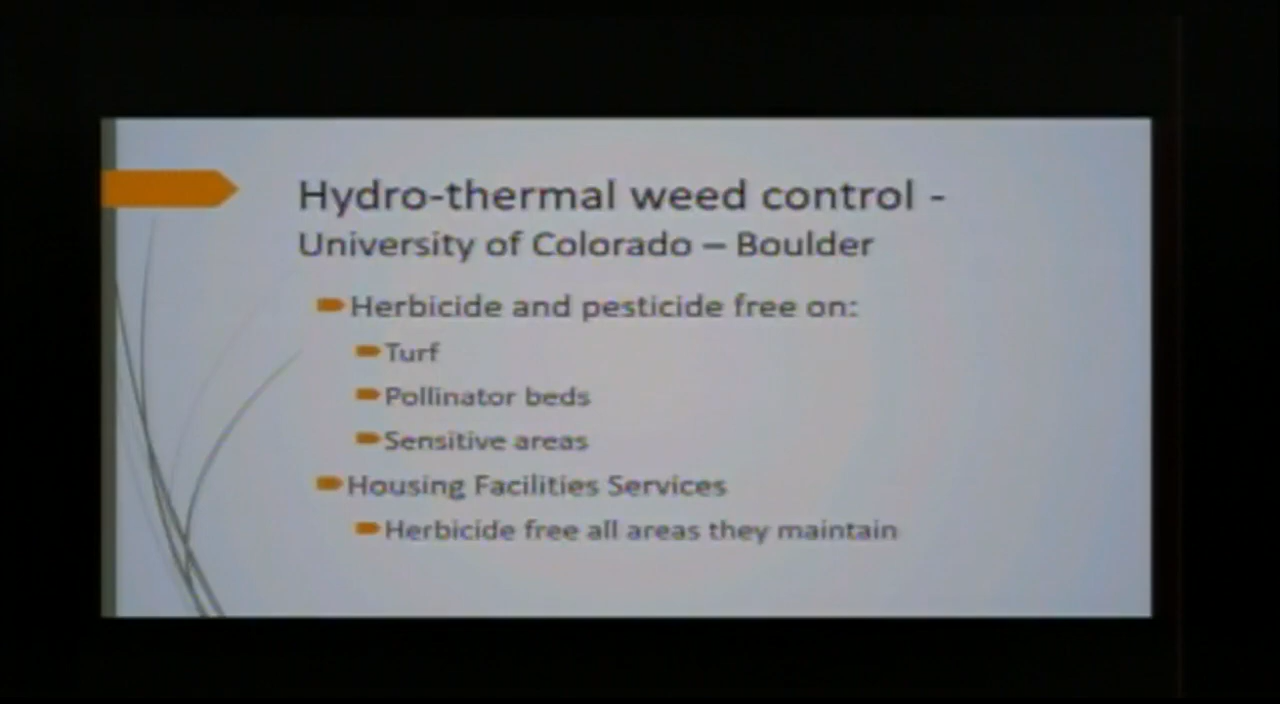 Hydro-thermal weed control -
University of Colorado – Boulder
Herbicide and pesticide free on:
Turf
Pollinator beds
Sensitive areas
Housing Facilities Services
Herbicide free all areas they maintain